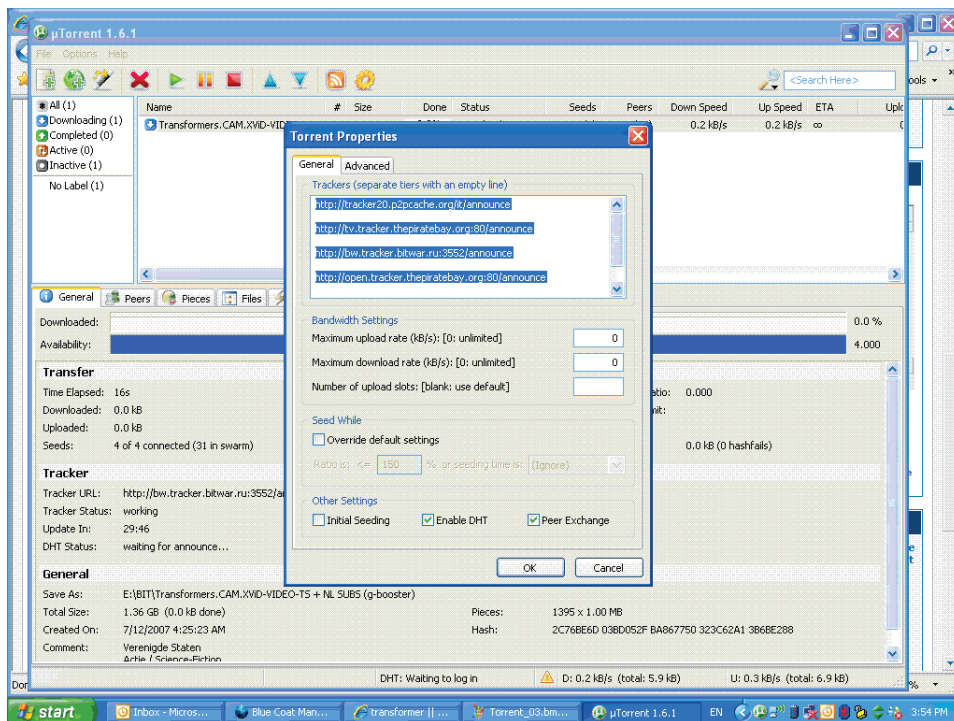 µTorrent 1.6.1
File Options Help
<Search Here>
ools
All (1)
Downloading (1)
Completed (0)
Active (0)
Inactive (1)
No Label (1)
Name # Size Done Status Seeds Peers Down Speed Up Speed ETA Uplo
Transformers.CAM.XViD-VID 0.2 kB/s 0.2 kB/s ∞
Torrent Properties
General Advanced
Trackers (separate tiers with an empty line)
http://tracker20.p2pcache.org/it/announce
http://tv.tracker.thepiratebay.org:80/announce
http://bw.tracker.bitwar.ru:3552/announce
http://open.tracker.thepiratebay.org:80/announce
Bandwidth Settings
Maximum upload rate (kB/s): [0: unlimited] 0
Maximum download rate (kB/s): [0: unlimited] 0
Number of upload slots: [blank: use default]
Seed While
Override default settings
Ratio is: <= 150 % or seeding time is: (Ignore)
Other Settings
Initial Seeding Enable DHT Peer Exchange
OK Cancel
General Peers Pieces Files
Downloaded: 0.0 %
Availability: 4.000
Transfer
Time Elapsed: 16s atio: 0.000
Downloaded: 0.0 kB mit:
Uploaded: 0.0 kB
Seeds: 4 of 4 connected (31 in swarm) 0.0 kB (0 hashfails)
Tracker
Tracker URL: http://bw.tracker.bitwar.ru:3552/a
Tracker Status: working
Update In: 29:46
DHT Status: waiting for announce...
General
Save As: E:\BIT\Transformers.CAM.XViD-VIDEO-TS + NL SUBS (g-booster)
Total Size: 1.36 GB (0.0 kB done) Pieces: 1395 x 1.00 MB
Created On: 7/12/2007 4:25:23 AM Hash: 2C76BE6D 03BD052F BA867750 323C62A1 3B6BE288
Comment: Verenigde Staten
Actie / Science-Fiction
DHT: Waiting to log in D: 0.2 kB/s (total: 5.9 kB) U: 0.3 kB/s (total: 6.9 kB)
Dor %
start Inbox - Micros... Blue Coat Man... transformer || ... Torrent_03.bm... µTorrent 1.6.1 EN 3:54 PM